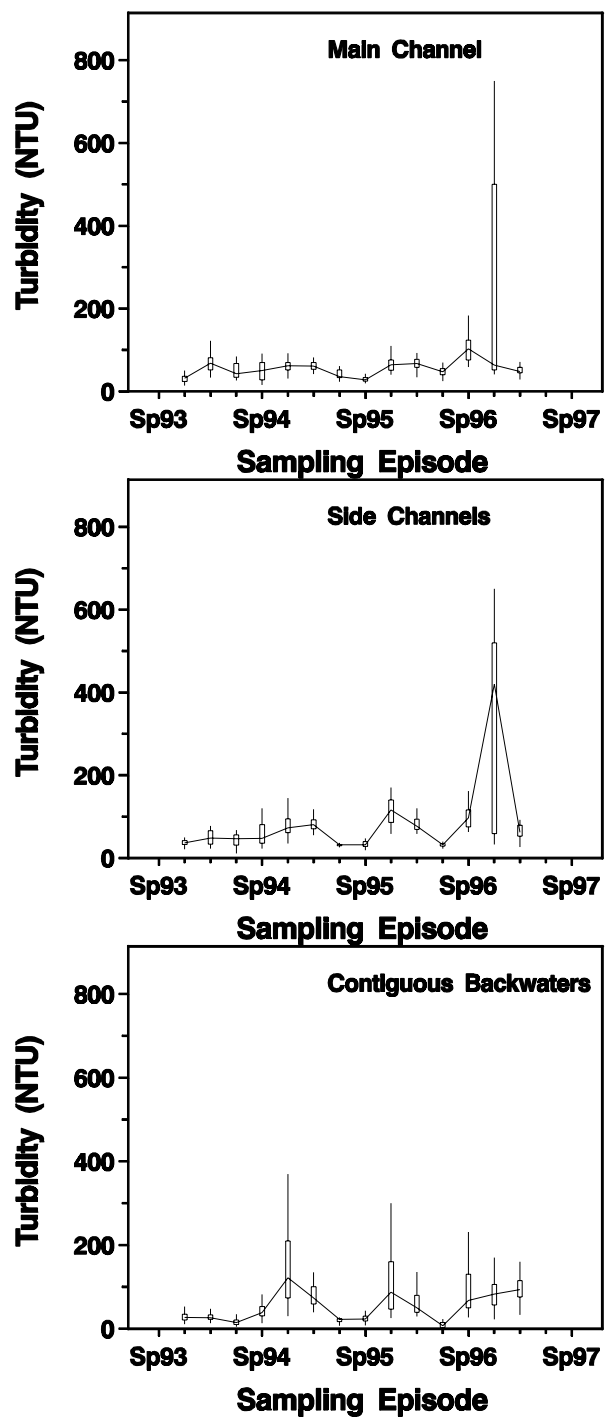 Main Channel
800
600
400
200
0
Turbidity (NTU)
Sp93 Sp94 Sp95 Sp96 Sp97
Sampling Episode
Side Channels
800
600
400
200
0
Turbidity (NTU)
Sp93 Sp94 Sp95 Sp96 Sp97
Sampling Episode
Contiguous Backwaters
800
600
400
200
0
Turbidity (NTU)
Sp93 Sp94 Sp95 Sp96 Sp97
Sampling Episode